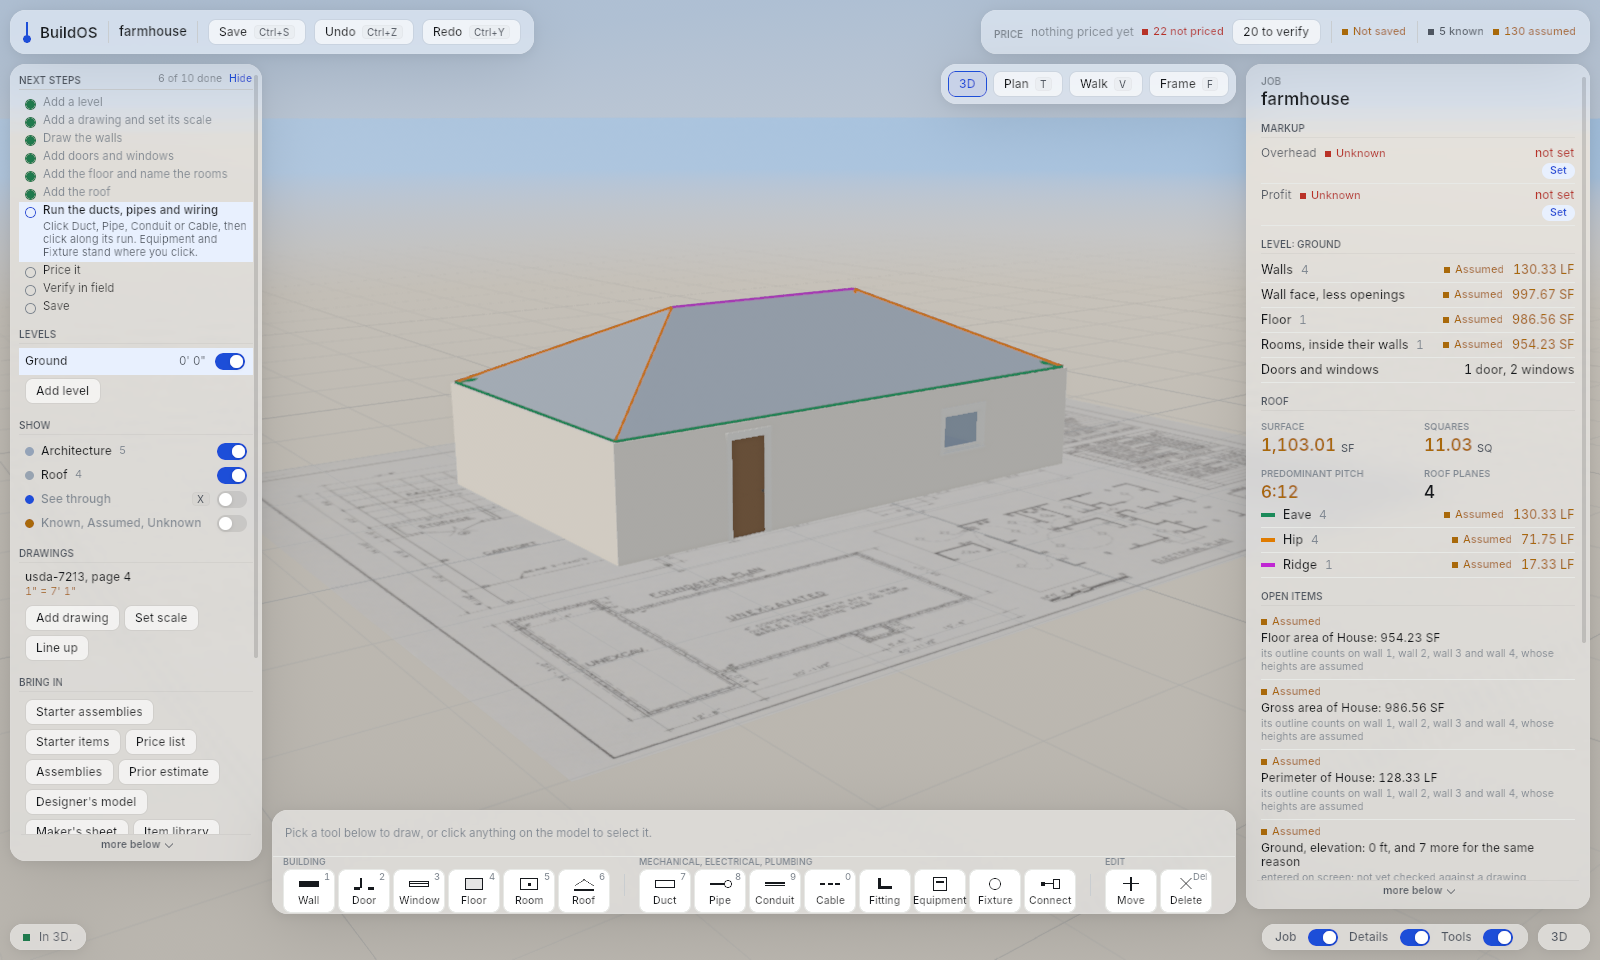 BuildOS
farmhouse
Save Ctrl+S
Undo Ctrl+Z
Redo Ctrl+Y
PRICE nothing priced yet
22 not priced
20 to verify
Not saved
5 known
130 assumed
NEXT STEPS 6 of 10 done Hide
Add a level
Add a drawing and set its scale
Draw the walls
Add doors and windows
Add the floor and name the rooms
Add the roof
Run the ducts, pipes and wiring
Click Duct, Pipe, Conduit or Cable, then
click along its run. Equipment and
Fixture stand where you click.
Price it
Verify in field
Save
LEVELS
Ground 0' 0"
Add level
SHOW
Architecture 5
Roof 4
See through X
Known, Assumed, Unknown
DRAWINGS
usda-7213, page 4
1" = 7' 1"
Add drawing Set scale
Line up
BRING IN
Starter assemblies
Starter items Price list
Assemblies Prior estimate
Designer's model
Maker's sheet Item library
more below
In 3D.
3D
Plan T
Walk V
Frame F
FOUNDATION PLAN
UNEXCAVATED
UNEXCAV.
Pick a tool below to draw, or click anything on the model to select it.
BUILDING
1 2 3 4 5 6
Wall Door Window Floor Room Roof
MECHANICAL, ELECTRICAL, PLUMBING
7 8 9 0
Duct Pipe Conduit Cable Fitting Equipment Fixture Connect
EDIT
Del
Move Delete
JOB
farmhouse
MARKUP
Overhead Unknown not set
Set
Profit Unknown not set
Set
LEVEL: GROUND
Walls 4 Assumed 130.33 LF
Wall face, less openings Assumed 997.67 SF
Floor 1 Assumed 986.56 SF
Rooms, inside their walls 1 Assumed 954.23 SF
Doors and windows 1 door, 2 windows
ROOF
SURFACE SQUARES
1,103.01 SF 11.03 SQ
PREDOMINANT PITCH ROOF PLANES
6:12 4
Eave 4 Assumed 130.33 LF
Hip 4 Assumed 71.75 LF
Ridge 1 Assumed 17.33 LF
OPEN ITEMS
Assumed
Floor area of House: 954.23 SF
its outline counts on wall 1, wall 2, wall 3 and wall 4, whose
heights are assumed
Assumed
Gross area of House: 986.56 SF
its outline counts on wall 1, wall 2, wall 3 and wall 4, whose
heights are assumed
Assumed
Perimeter of House: 128.33 LF
its outline counts on wall 1, wall 2, wall 3 and wall 4, whose
heights are assumed
Assumed
Ground, elevation: 0 ft, and 7 more for the same
reason
entered on screen; not yet checked against a drawing
more below
Job Details Tools
3D